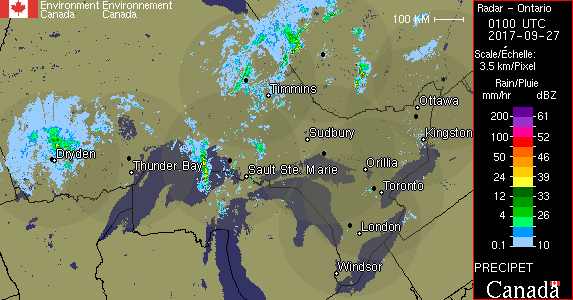 Environment Environnement
Canada Canada
100 KM
Timmins
Ottawa
Sudbury
Kingston
Dryden
Thunder Bay
Sault Ste. Marie
Orillia
Toronto
London
Windsor
Radar - Ontario
0100 UTC
2017-09-27
Scale/Échelle:
3.5 km/Pixel
Rain/Pluie
mm/hr dBZ
200 61
100 52
50 46
24 39
12 33
4 26
0.1 10
PRECIPET
Canada